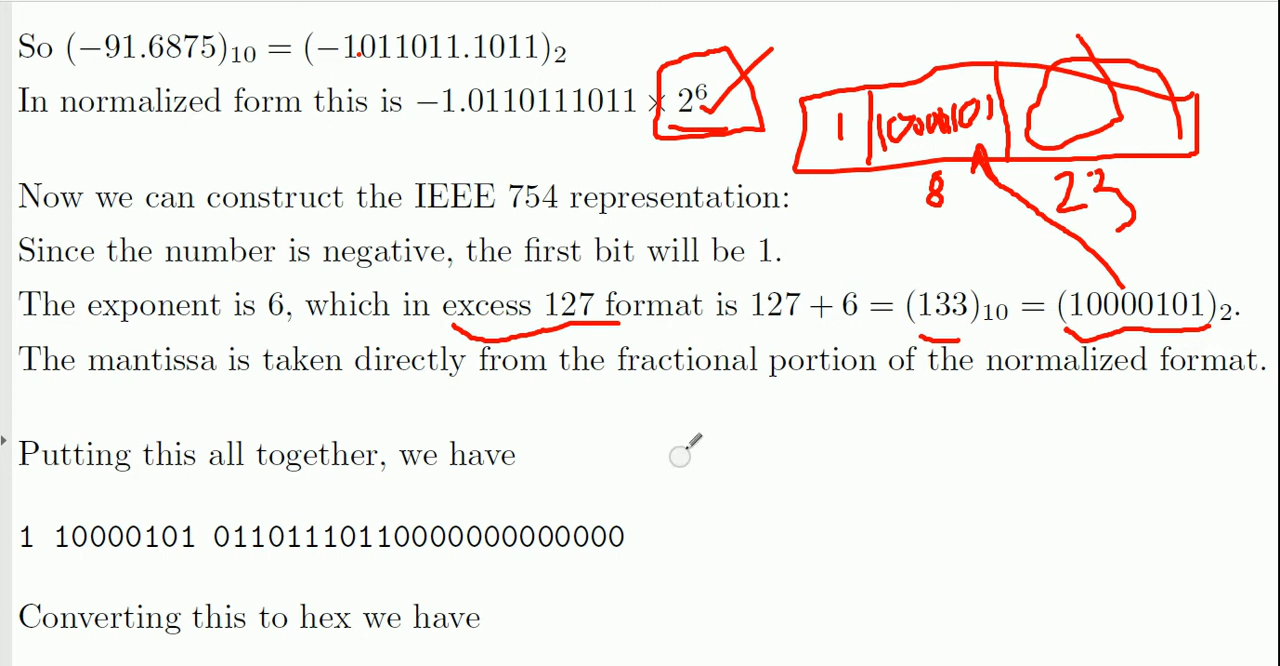 So (−91.6875)₁₀ = (−1.011011.1011)₂
In normalized form this is −1.0110111011 × 2⁶
1 10000101
8 23
Now we can construct the IEEE 754 representation:
Since the number is negative, the first bit will be 1.
The exponent is 6, which in excess 127 format is 127 + 6 = (133)₁₀ = (10000101)₂.
The mantissa is taken directly from the fractional portion of the normalized format.
Putting this all together, we have
1 10000101 01101110110000000000000
Converting this to hex we have